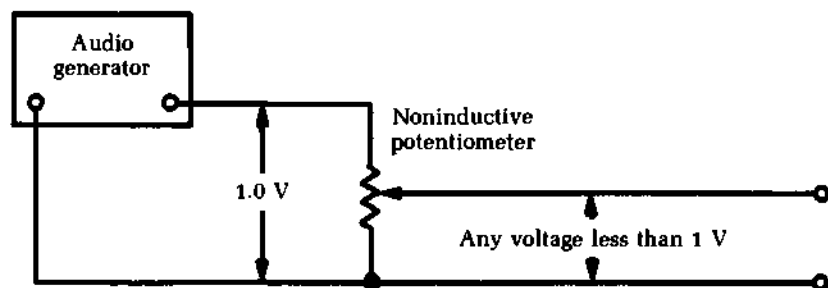 Audio
generator
Noninductive
potentiometer
1.0 V
Any voltage less than 1 V